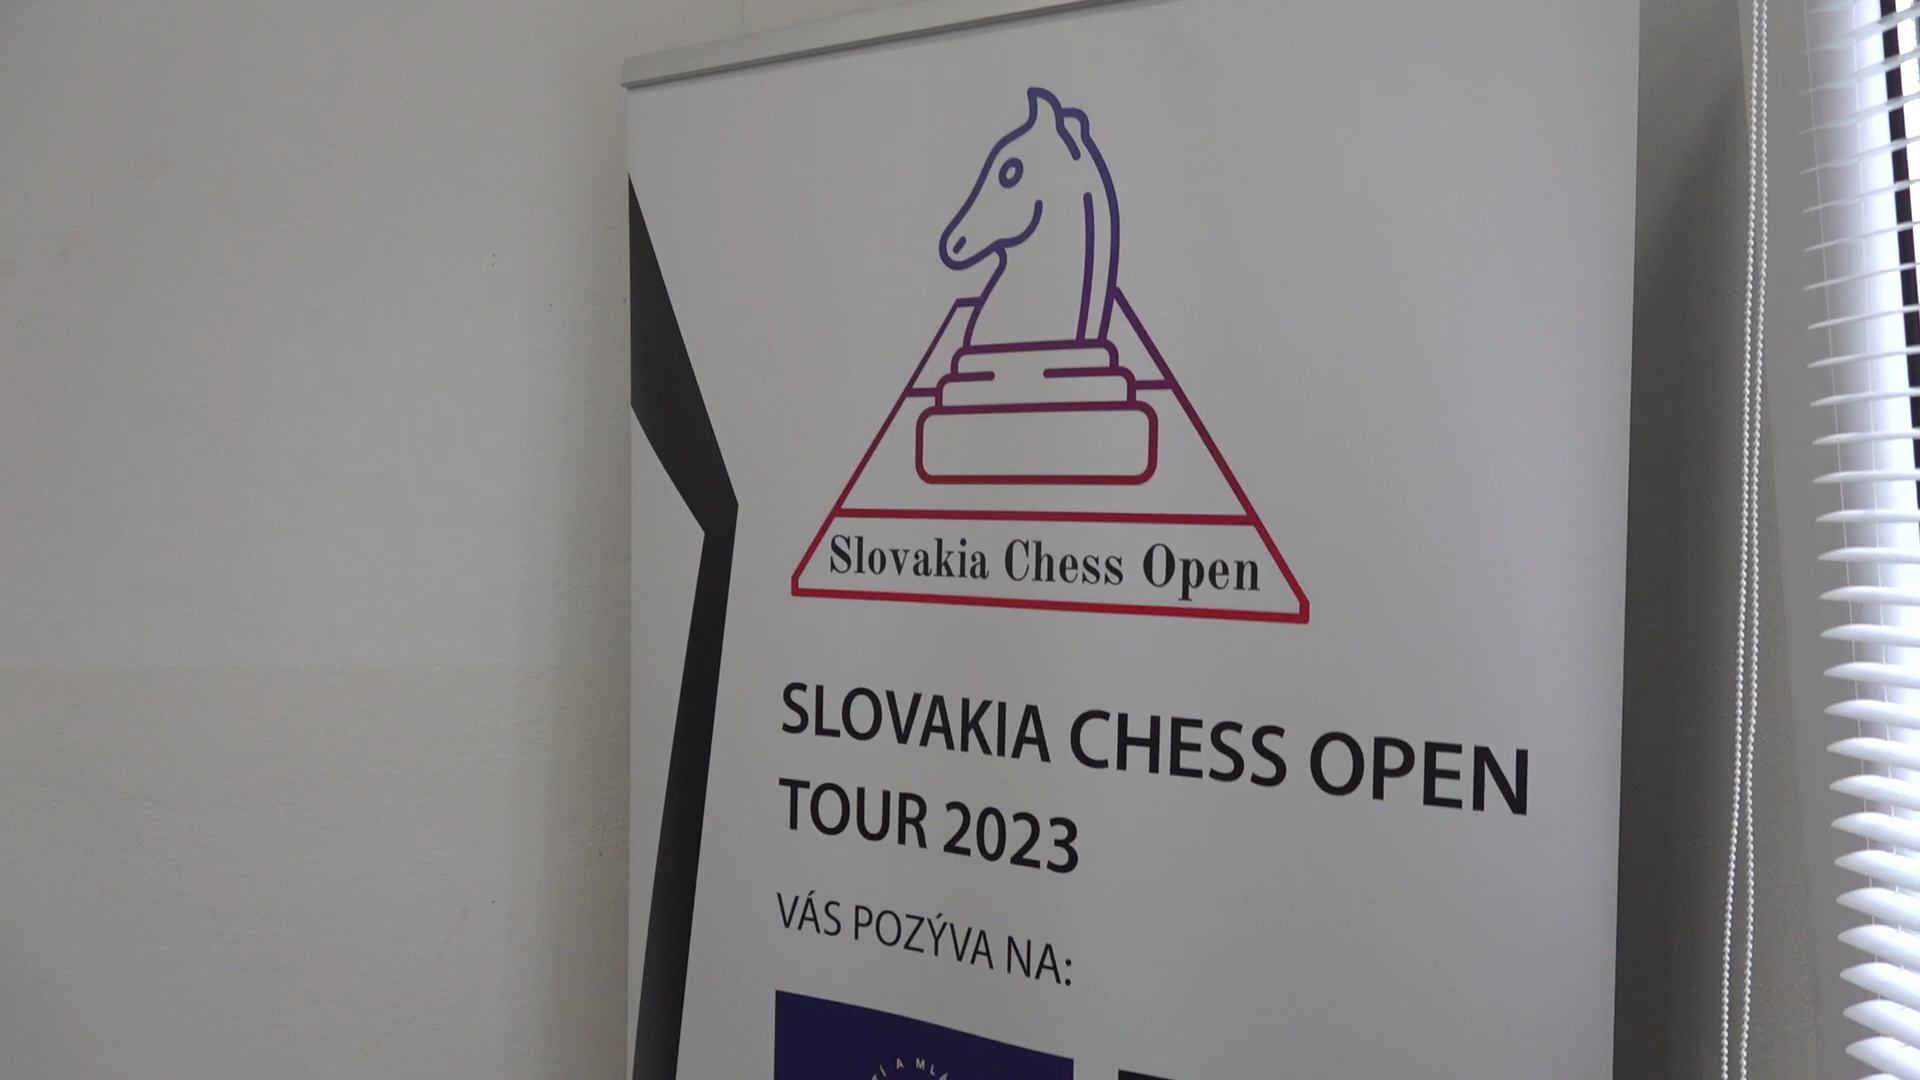 Slovakia Chess Open
SLOVAKIA CHESS OPEN
TOUR 2023
VÁS POZÝVA NA:
A